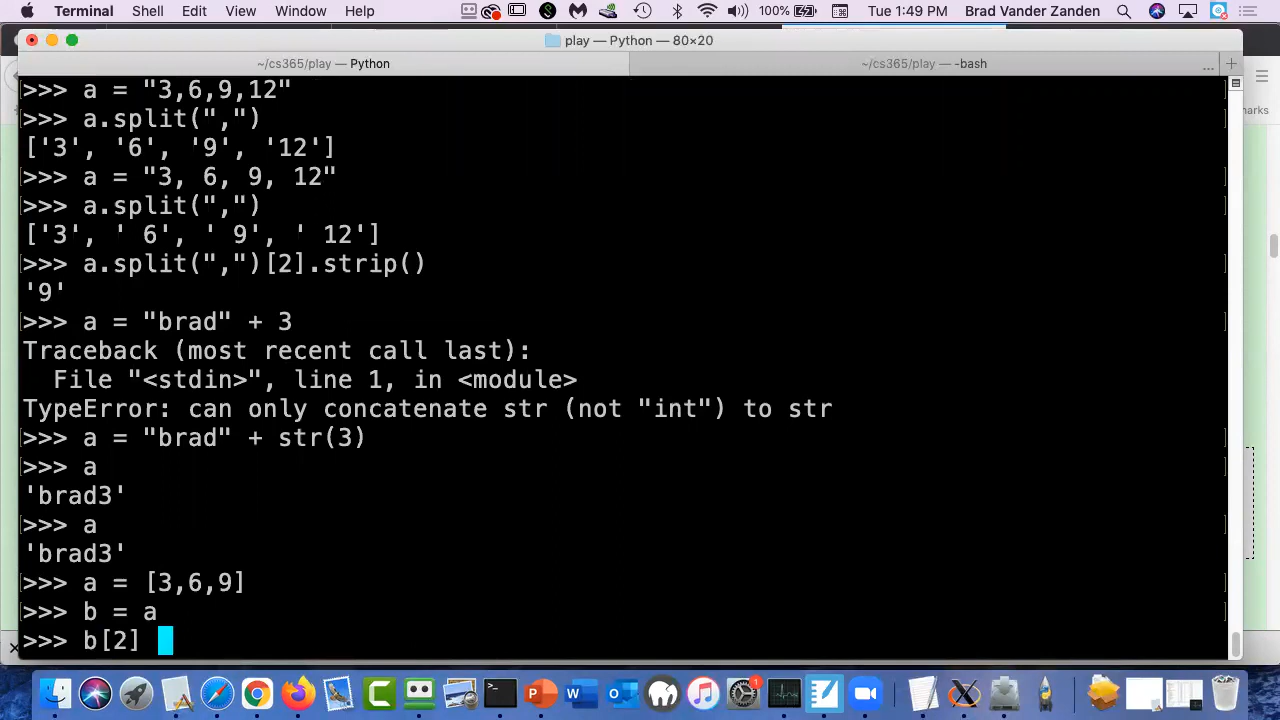 Terminal Shell Edit View Window Help 100% Tue 1:49 PM Brad Vander Zanden
play — Python — 80×20
~/cs365/play — Python ~/cs365/play — -bash ... +
>>> a = "3,6,9,12"
>>> a.split(",")
['3', '6', '9', '12']
>>> a = "3, 6, 9, 12"
>>> a.split(",")
['3', ' 6', ' 9', ' 12']
>>> a.split(",")[2].strip()
'9'
>>> a = "brad" + 3
Traceback (most recent call last):
  File "<stdin>", line 1, in <module>
TypeError: can only concatenate str (not "int") to str
>>> a = "brad" + str(3)
>>> a
'brad3'
>>> a
'brad3'
>>> a = [3,6,9]
>>> b = a
>>> b[2]